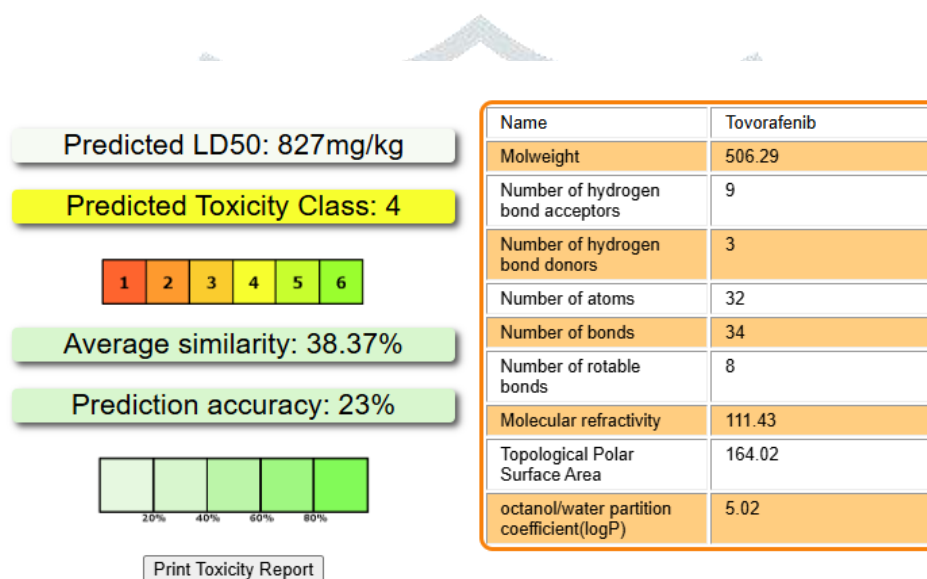 Predicted LD50: 827mg/kg
Predicted Toxicity Class: 4
1 2 3 4 5 6
Average similarity: 38.37%
Prediction accuracy: 23%
20% 40% 60% 80%
Print Toxicity Report
Name Tovorafenib
Molweight 506.29
Number of hydrogen
bond acceptors 9
Number of hydrogen
bond donors 3
Number of atoms 32
Number of bonds 34
Number of rotable
bonds 8
Molecular refractivity 111.43
Topological Polar
Surface Area 164.02
octanol/water partition
coefficient(logP) 5.02